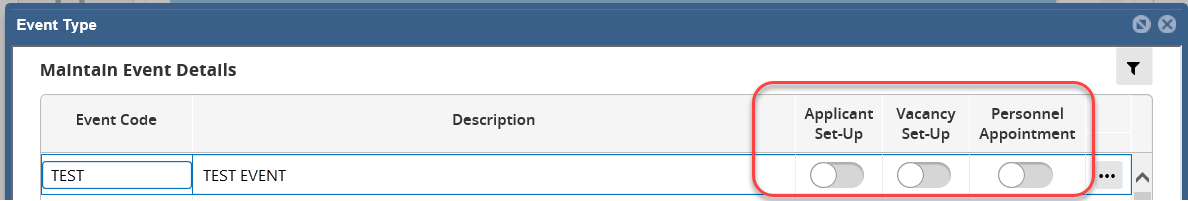 Event Type
Maintain Event Details
Event Code
Description
Applicant
Set-Up
Vacancy
Set-Up
Personnel
Appointment
TEST
TEST EVENT